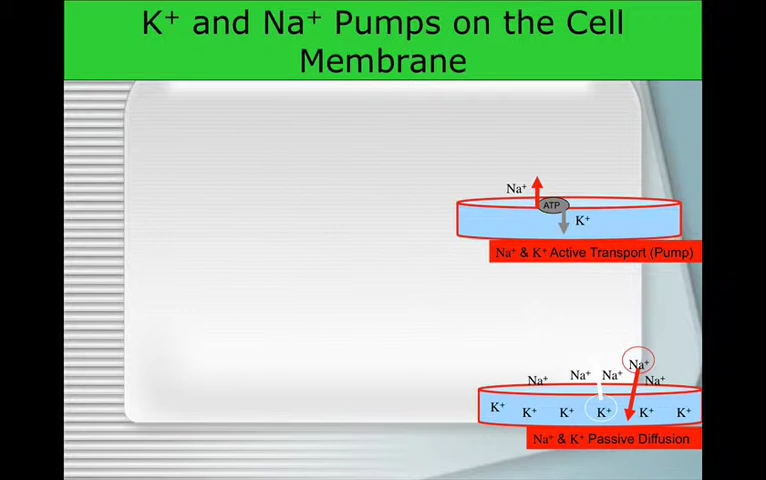 K⁺ and Na⁺ Pumps on the Cell
Membrane
Na⁺
ATP
K⁺
Na⁺ & K⁺ Active Transport (Pump)
Na⁺
Na⁺ Na⁺ Na⁺ Na⁺
K⁺ K⁺ K⁺ K⁺ K⁺ K⁺
Na⁺ & K⁺ Passive Diffusion